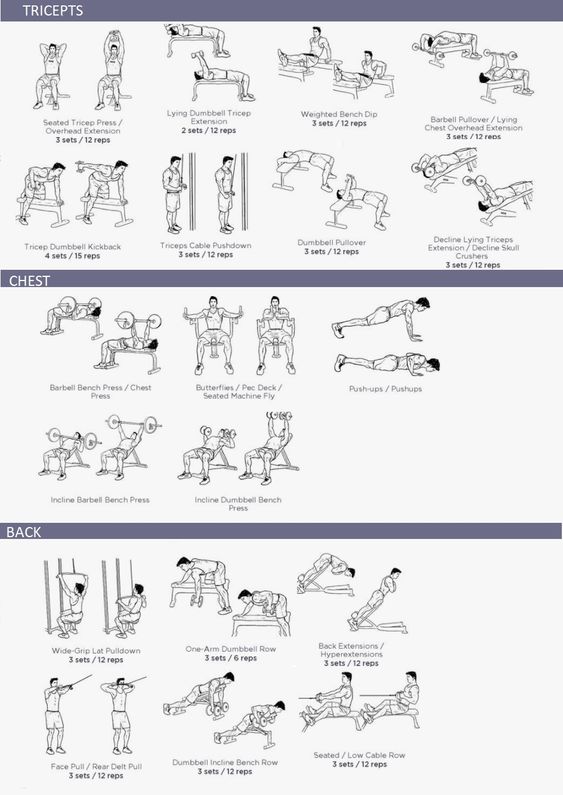 TRICEPTS
Seated Tricep Press /
Overhead Extension
3 sets / 12 reps
Lying Dumbbell Tricep
Extension
2 sets / 12 reps
Weighted Bench Dip
3 sets / 12 reps
Barbell Pullover / Lying
Chest Overhead Extension
3 sets / 12 reps
Tricep Dumbbell Kickback
4 sets / 15 reps
Triceps Cable Pushdown
3 sets / 12 reps
Dumbbell Pullover
3 sets / 12 reps
Decline Lying Triceps
Extension / Decline Skull
Crushers
3 sets / 12 reps
CHEST
Barbell Bench Press / Chest
Press
Butterflies / Pec Deck /
Seated Machine Fly
Push-ups / Pushups
Incline Barbell Bench Press
Incline Dumbbell Bench
Press
BACK
Wide-Grip Lat Pulldown
3 sets / 12 reps
One-Arm Dumbbell Row
3 sets / 6 reps
Back Extensions /
Hyperextensions
3 sets / 12 reps
Face Pull / Rear Delt Pull
3 sets / 12 reps
Dumbbell Incline Bench Row
3 sets / 12 reps
Seated / Low Cable Row
3 sets / 12 reps